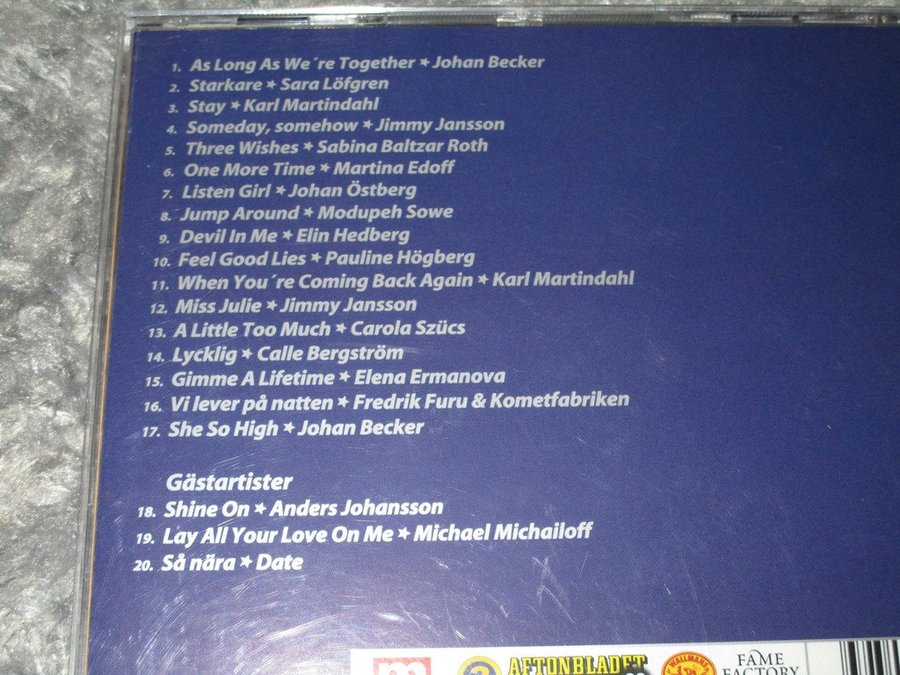 1. As Long As We´re Together ★ Johan Becker
2. Starkare ★ Sara Löfgren
3. Stay ★ Karl Martindahl
4. Someday, somehow ★ Jimmy Jansson
5. Three Wishes ★ Sabina Baltzar Roth
6. One More Time ★ Martina Edoff
7. Listen Girl ★ Johan Östberg
8. Jump Around ★ Modupeh Sowe
9. Devil In Me ★ Elin Hedberg
10. Feel Good Lies ★ Pauline Högberg
11. When You´re Coming Back Again ★ Karl Martindahl
12. Miss Julie ★ Jimmy Jansson
13. A Little Too Much ★ Carola Szücs
14. Lycklig ★ Calle Bergström
15. Gimme A Lifetime ★ Elena Ermanova
16. Vi lever på natten ★ Fredrik Furu & Kometfabriken
17. She So High ★ Johan Becker
Gästartister
18. Shine On ★ Anders Johansson
19. Lay All Your Love On Me ★ Michael Michailoff
20. Så nära ★ Date
m 3 AFTONBLADET WALLMANS FAME
FACTORY